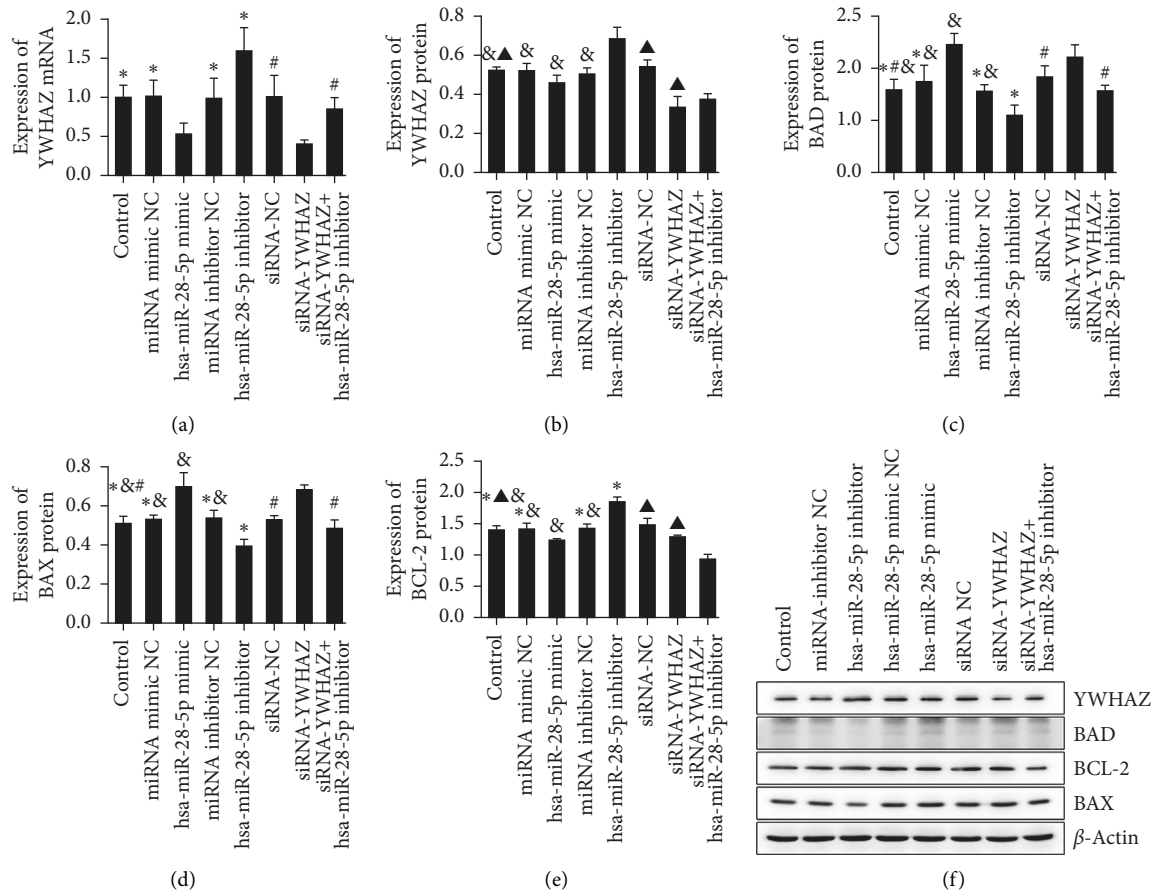 Expression of
YWHAZ mRNA
2.0
1.5
1.0
0.5
0.0
* * * * # #
Control
miRNA mimic NC
hsa-miR-28-5p mimic
miRNA inhibitor NC
hsa-miR-28-5p inhibitor
siRNA-NC
siRNA-YWHAZ
siRNA-YWHAZ+
hsa-miR-28-5p inhibitor
(a)
Expression of
YWHAZ protein
0.8
0.6
0.4
0.2
0.0
&▲ & & & ▲ ▲
Control
miRNA mimic NC
hsa-miR-28-5p mimic
miRNA inhibitor NC
hsa-miR-28-5p inhibitor
siRNA-NC
siRNA-YWHAZ
siRNA-YWHAZ+
hsa-miR-28-5p inhibitor
(b)
Expression of
BAD protein
2.5
2.0
1.0
0.0
*#& *& & *& * # #
Control
miRNA mimic NC
hsa-miR-28-5p mimic
miRNA inhibitor NC
hsa-miR-28-5p inhibitor
siRNA-NC
siRNA-YWHAZ
siRNA-YWHAZ+
hsa-miR-28-5p inhibitor
(c)
Expression of
BAX protein
0.8
0.6
0.4
0.2
0.0
*&# *& & *& * # #
Control
miRNA mimic NC
hsa-miR-28-5p mimic
miRNA inhibitor NC
hsa-miR-28-5p inhibitor
siRNA-NC
siRNA-YWHAZ
siRNA-YWHAZ+
hsa-miR-28-5p inhibitor
(d)
Expression of
BCL-2 protein
2.5
2.0
1.5
1.0
0.5
0.0
*▲& *& & *& * ▲ ▲
Control
miRNA mimic NC
hsa-miR-28-5p mimic
miRNA inhibitor NC
hsa-miR-28-5p inhibitor
siRNA-NC
siRNA-YWHAZ
siRNA-YWHAZ+
hsa-miR-28-5p inhibitor
(e)
Control
miRNA-inhibitor NC
hsa-miR-28-5p inhibitor
hsa-miR-28-5p mimic NC
hsa-miR-28-5p mimic
siRNA NC
siRNA-YWHAZ
siRNA-YWHAZ+
hsa-miR-28-5p inhibitor
YWHAZ
BAD
BCL-2
BAX
β-Actin
(f)